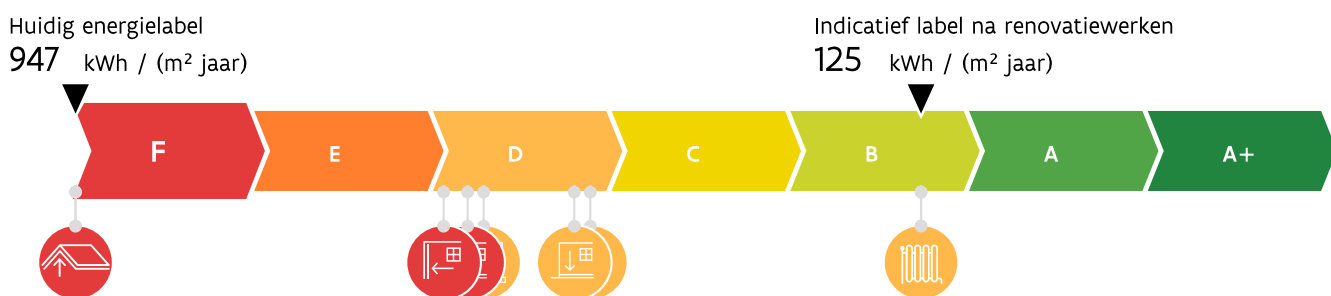 Huidig energielabel
947 kWh / (m² jaar)
Indicatief label na renovatiewerken
125 kWh / (m² jaar)
F E D C B A A+